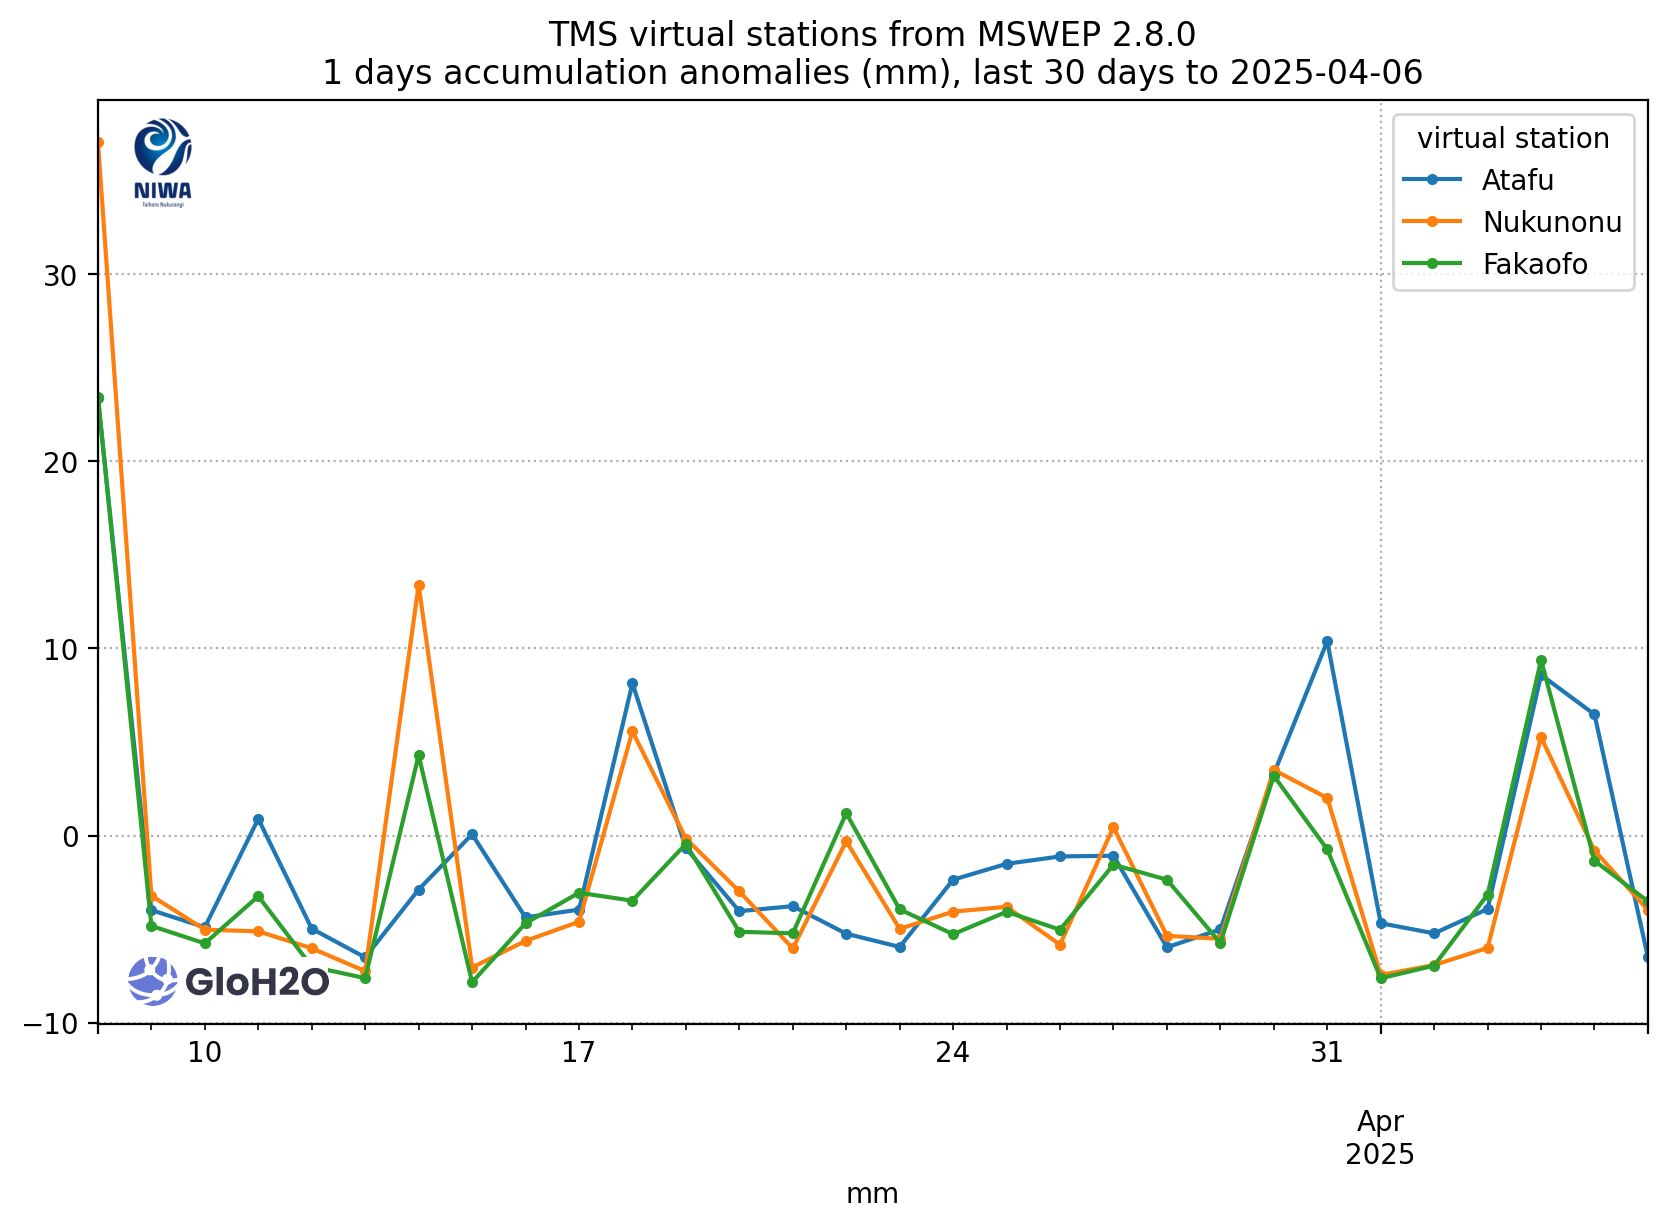 TMS virtual stations from MSWEP 2.8.0
1 days accumulation anomalies (mm), last 30 days to 2025-04-06
NIWA
Taihoro Nukurangi
virtual station
Atafu
Nukunonu
Fakaofo
30
20
10
0
−10
GloH2O
10 17 24 31
Apr
2025
mm